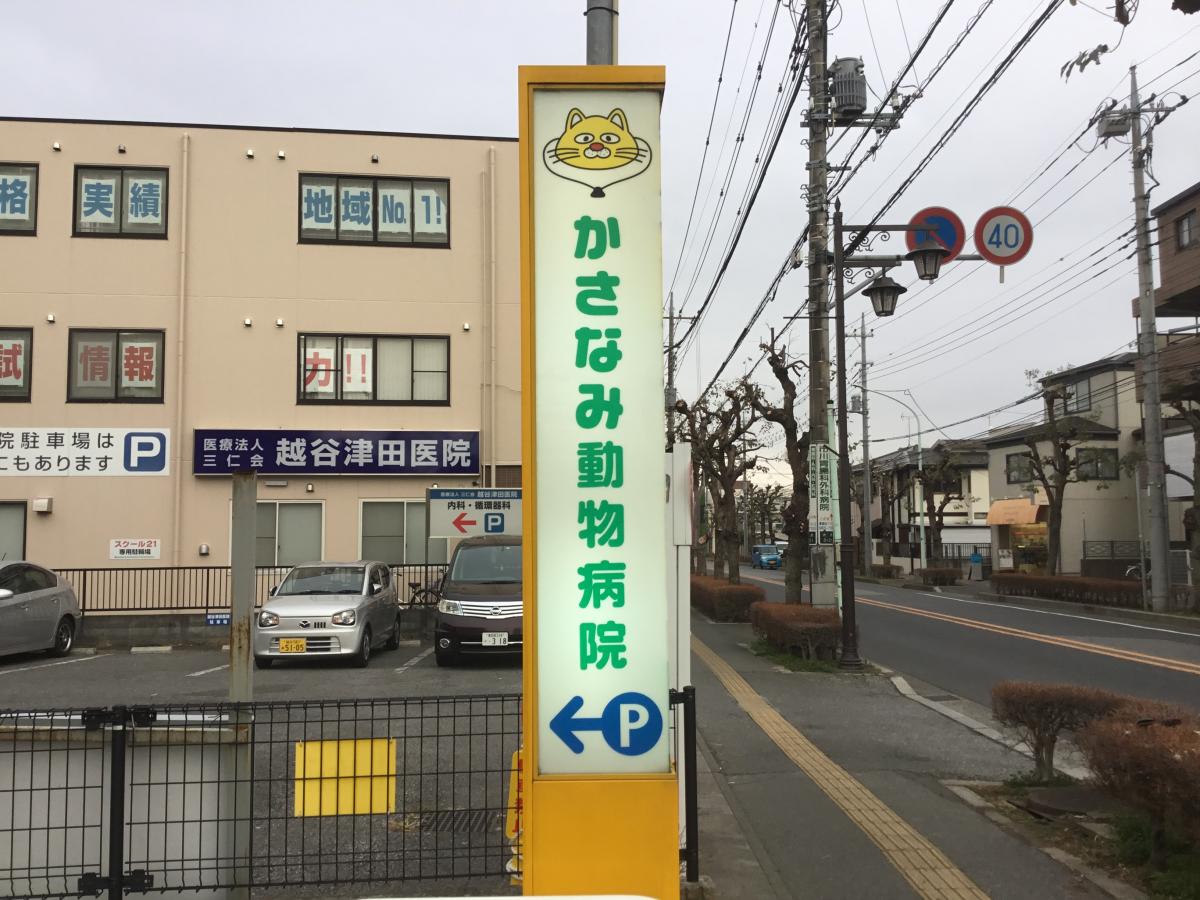 かさなみ動物病院
P
格
実績
地域No.1!
試
情報
力!!
院駐車場は
にもあります
P
医療法人
三仁会
越谷津田医院
医療法人 三仁会 越谷津田医院
内科・循環器科
P
スクール21
専用駐輪場
51-05
・318
40